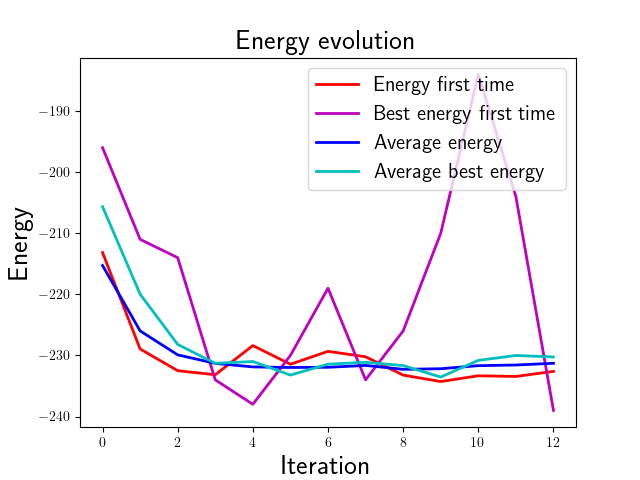 Energy evolution
Energy first time
Best energy first time
Average energy
Average best energy
−190
−200
−210
−220
−230
−240
Energy
0 2 4 6 8 10 12
Iteration